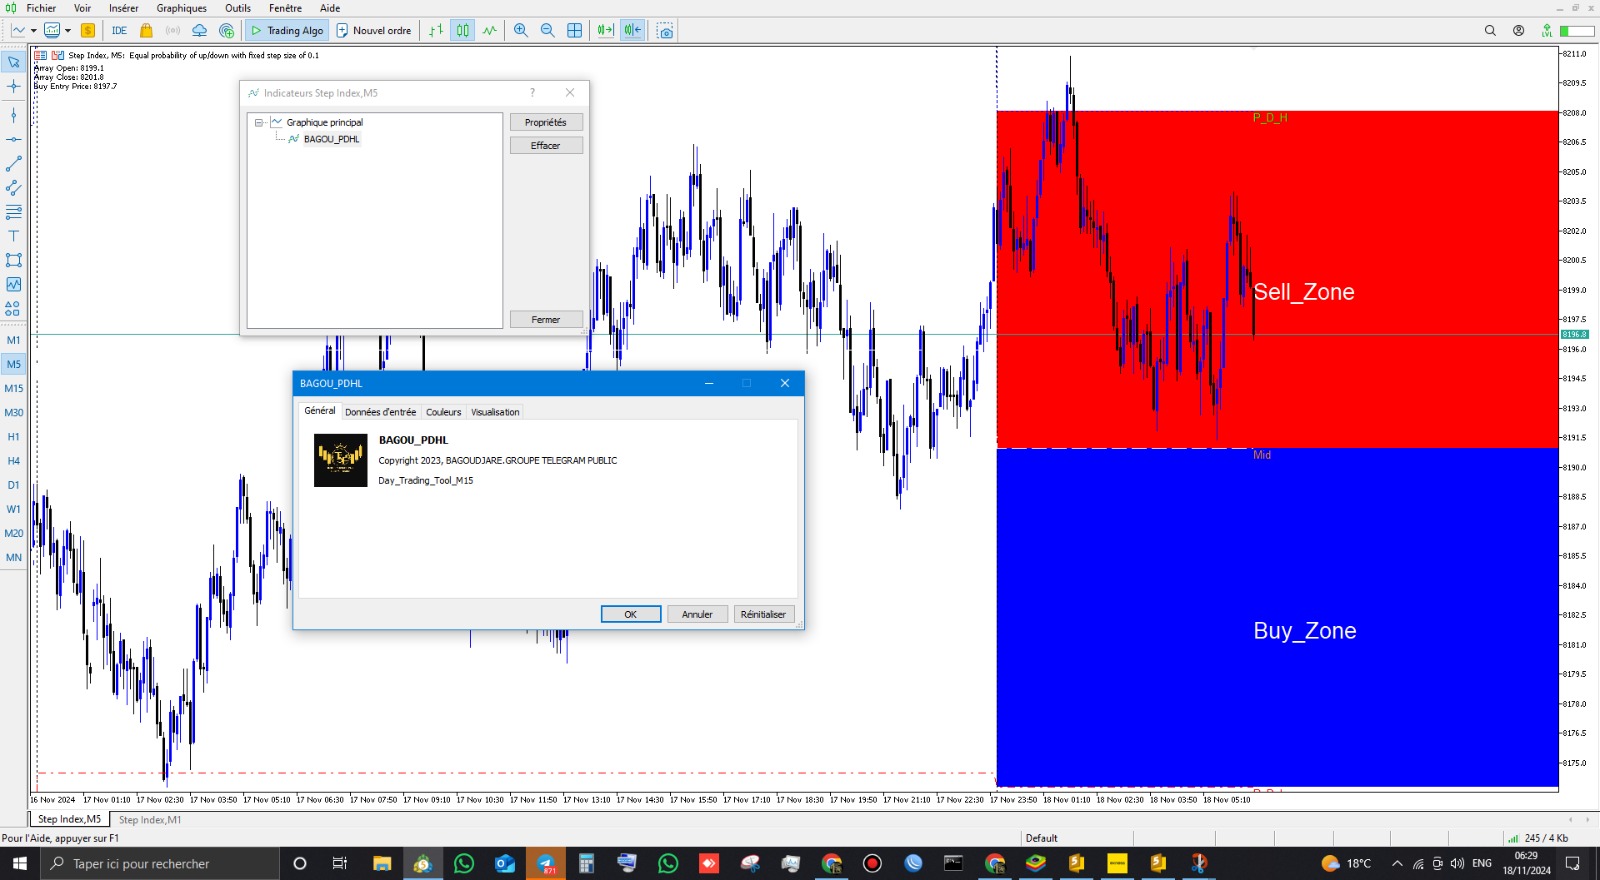 Fichier Voir Insérer Graphiques Outils Fenêtre Aide
IDE Trading Algo Nouvel ordre
LVL
Step Index, M5: Equal probability of up/down with fixed step size of 0.1
Array Open: 8199.1
Array Close: 8201.8
Buy Entry Price: 8197.7
Indicateurs Step Index,M5
Graphique principal
BAGOU_PDHL
Propriétés
Effacer
Fermer
BAGOU_PDHL
Général Données d'entrée Couleurs Visualisation
BAGOU_PDHL
Copyright 2023, BAGOUDJARE.GROUPE TELEGRAM PUBLIC
Day_Trading_Tool_M15
OK Annuler Réinitialiser
P_D_H
Sell_Zone
Mid
Buy_Zone
8211.0
8209.5
8208.0
8206.5
8205.0
8203.5
8202.0
8200.5
8199.0
8197.5
8196.8
8196.0
8194.5
8193.0
8191.5
8190.0
8188.5
8187.0
8185.5
8184.0
8182.5
8181.0
8179.5
8178.0
8176.5
8175.0
M1
M5
M15
M30
H1
H4
D1
W1
M20
MN
16 Nov 2024 17 Nov 01:10 17 Nov 02:30 17 Nov 03:50 17 Nov 05:10 17 Nov 06:30 17 Nov 07:50 17 Nov 09:10 17 Nov 10:30 17 Nov 11:50 17 Nov 13:10 17 Nov 14:30 17 Nov 15:50 17 Nov 17:10 17 Nov 18:30 17 Nov 19:50 17 Nov 21:10 17 Nov 22:30 17 Nov 23:50 18 Nov 01:10 18 Nov 02:30 18 Nov 03:50 18 Nov 05:10
Step Index,M5 Step Index,M1
Pour l'Aide, appuyer sur F1 Default 245 / 4 Kb
Taper ici pour rechercher
871
18°C ENG
06:29
18/11/2024